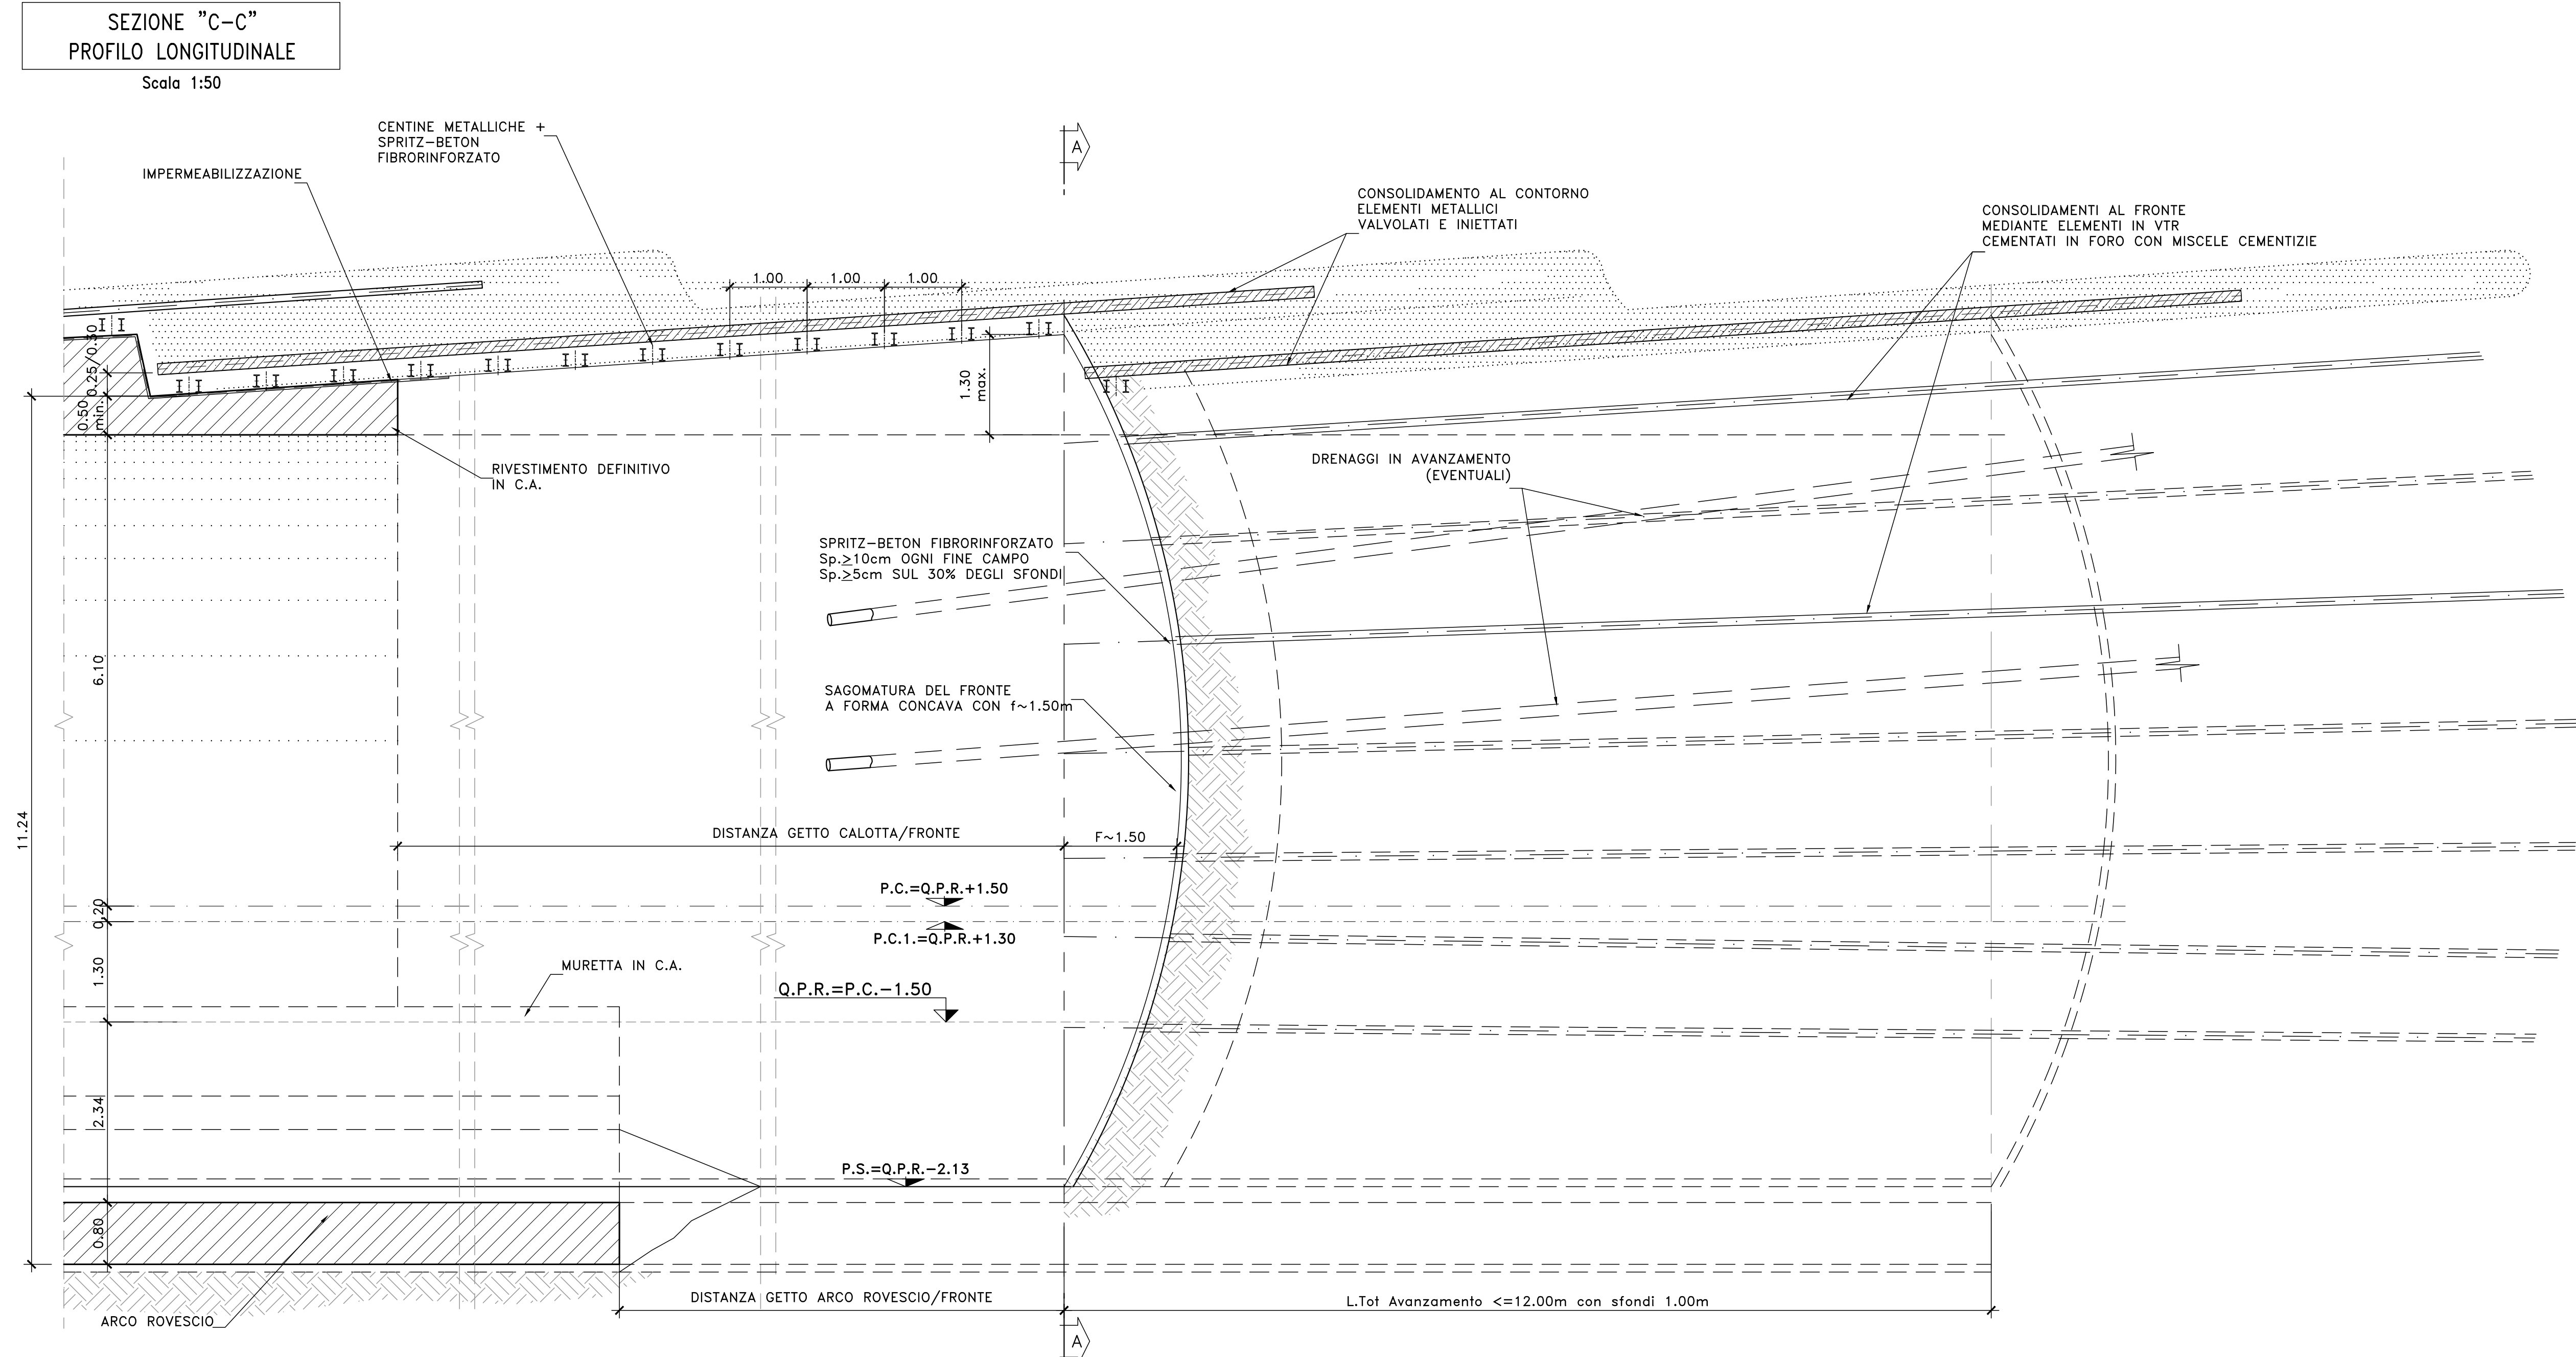 SEZIONE "C-C"
PROFILO LONGITUDINALE
Scala 1:50
CENTINE METALLICHE +
SPRITZ-BETON
FIBRORINFORZATO
IMPERMEABILIZZAZIONE
A
CONSOLIDAMENTO AL CONTORNO
ELEMENTI METALLICI
VALVOLATI E INIETTATI
CONSOLIDAMENTI AL FRONTE
MEDIANTE ELEMENTI IN VTR
CEMENTATI IN FORO CON MISCELE CEMENTIZIE
1.00
1.00
1.00
0.25/0.30
0.50
min.
1.30
max.
RIVESTIMENTO DEFINITIVO
IN C.A.
DRENAGGI IN AVANZAMENTO
(EVENTUALI)
SPRITZ-BETON FIBRORINFORZATO
Sp.≥10cm OGNI FINE CAMPO
Sp.≥5cm SUL 30% DEGLI SFONDI
6.10
SAGOMATURA DEL FRONTE
A FORMA CONCAVA CON f~1.50m
11.24
DISTANZA GETTO CALOTTA/FRONTE
F~1.50
P.C.=Q.P.R.+1.50
0,20
P.C.1.=Q.P.R.+1.30
1.30
MURETTA IN C.A.
Q.P.R.=P.C.-1.50
2.34
P.S.=Q.P.R.-2.13
0.80
DISTANZA GETTO ARCO ROVESCIO/FRONTE
L.Tot Avanzamento <=12.00m con sfondi 1.00m
ARCO ROVESCIO
A